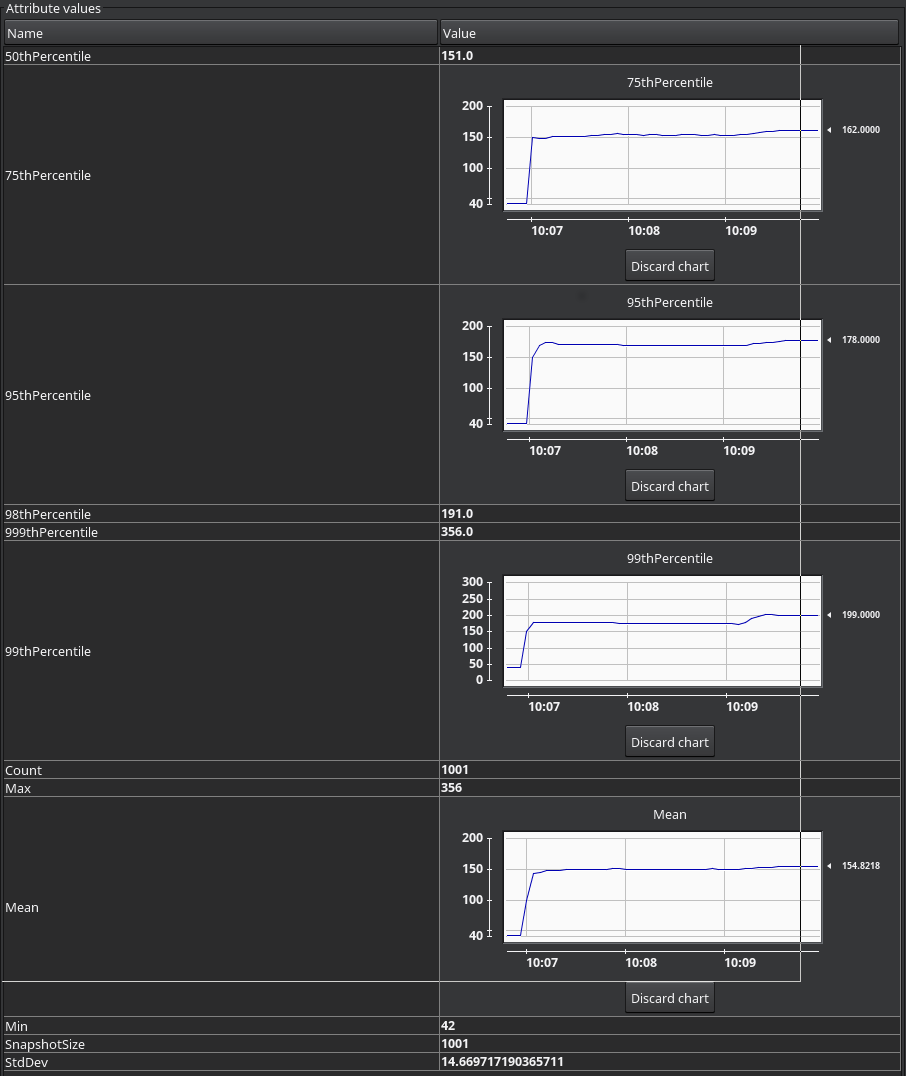 Attribute values
Name Value
50thPercentile 151.0
75thPercentile
75thPercentile
200
150
100
40
162.0000
10:07 10:08 10:09
Discard chart
95thPercentile
95thPercentile
200
150
100
40
178.0000
10:07 10:08 10:09
Discard chart
98thPercentile 191.0
999thPercentile 356.0
99thPercentile
99thPercentile
300
250
200
150
100
50
0
199.0000
10:07 10:08 10:09
Discard chart
Count 1001
Max 356
Mean
Mean
200
150
100
40
154.8218
10:07 10:08 10:09
Discard chart
Min 42
SnapshotSize 1001
StdDev 14.669717190365711